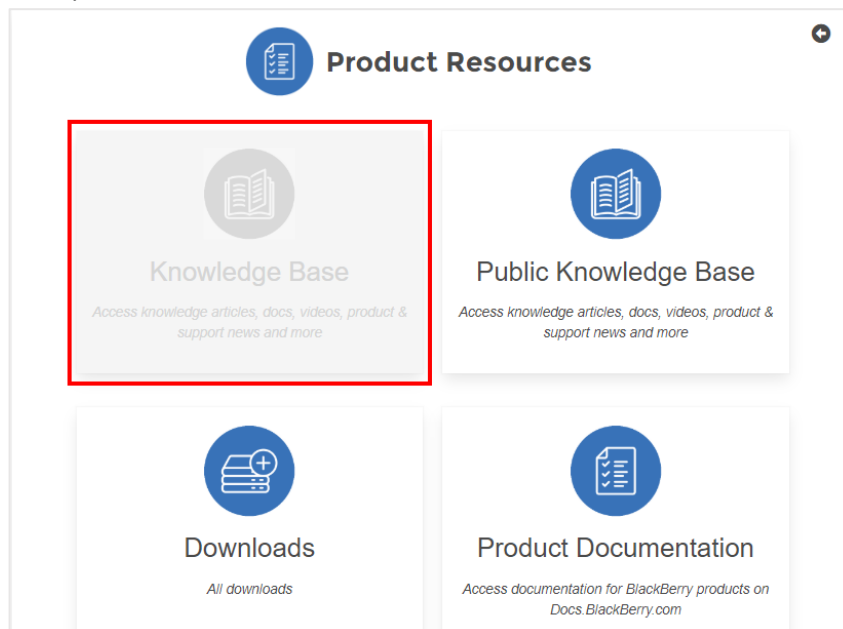 Product Resources
Knowledge Base
Access knowledge articles, docs, videos, product &
support news and more
Public Knowledge Base
Access knowledge articles, docs, videos, product &
support news and more
Downloads
All downloads
Product Documentation
Access documentation for BlackBerry products on
Docs.BlackBerry.com